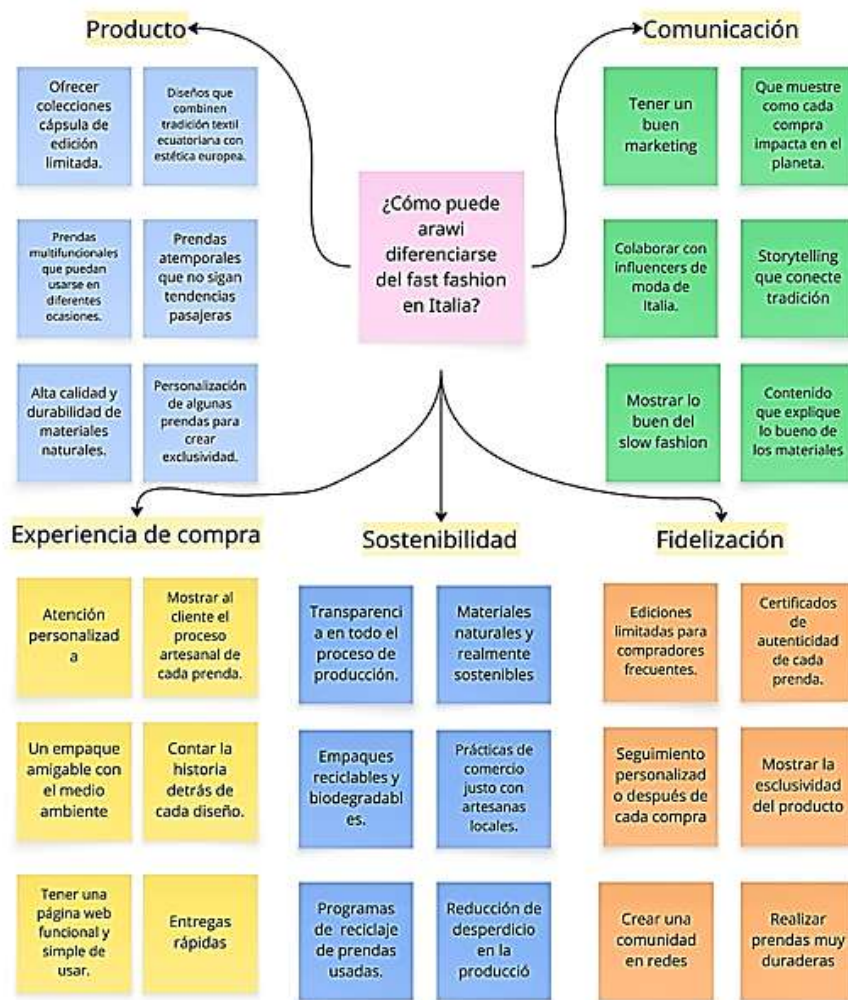 Producto
Comunicación
Ofrecer
colecciones
cápsula de
edición
limitada.
Diseños que
combinen
tradición textil
ecuatoriana con
estética europea.
Tener un
buen
marketing
Que muestre
como cada
compra
impacta en el
planeta.
¿Cómo puede
arawi
diferenciarse
del fast fashion
en Italia?
Prendas
multifuncionales
que puedan
usarse en
diferentes
ocasiones.
Prendas
atemporales
que no sigan
tendencias
pasajeras
Colaborar con
influencers de
moda de
Italia.
Storytelling
que conecte
tradición
Alta calidad y
durabilidad de
materiales
naturales.
Personalización
de algunas
prendas para
crear
exclusividad.
Mostrar lo
buen del
slow fashion
Contenido
que explique
lo bueno de
los materiales
Experiencia de compra
Sostenibilidad
Fidelización
Atención
personalizad
a
Mostrar al
cliente el
proceso
artesanal de
cada prenda.
Transparenci
a en todo el
proceso de
producción.
Materiales
naturales y
realmente
sostenibles
Ediciones
limitadas para
compradores
frecuentes.
Certificados
de
autenticidad
de cada
prenda.
Un empaque
amigable con
el medio
ambiente
Contar la
historia
detrás de
cada diseño.
Empaques
reciclables y
biodegradabl
es.
Prácticas de
comercio
justo con
artesanas
locales.
Seguimiento
personalizad
o después de
cada compra
Mostrar la
esclusividad
del producto
Tener una
página web
funcional y
simple de
usar.
Entregas
rápidas
Programas
de reciclaje
de prendas
usadas.
Reducción de
desperdicio
en la
producció
Crear una
comunidad
en redes
Realizar
prendas muy
duraderas